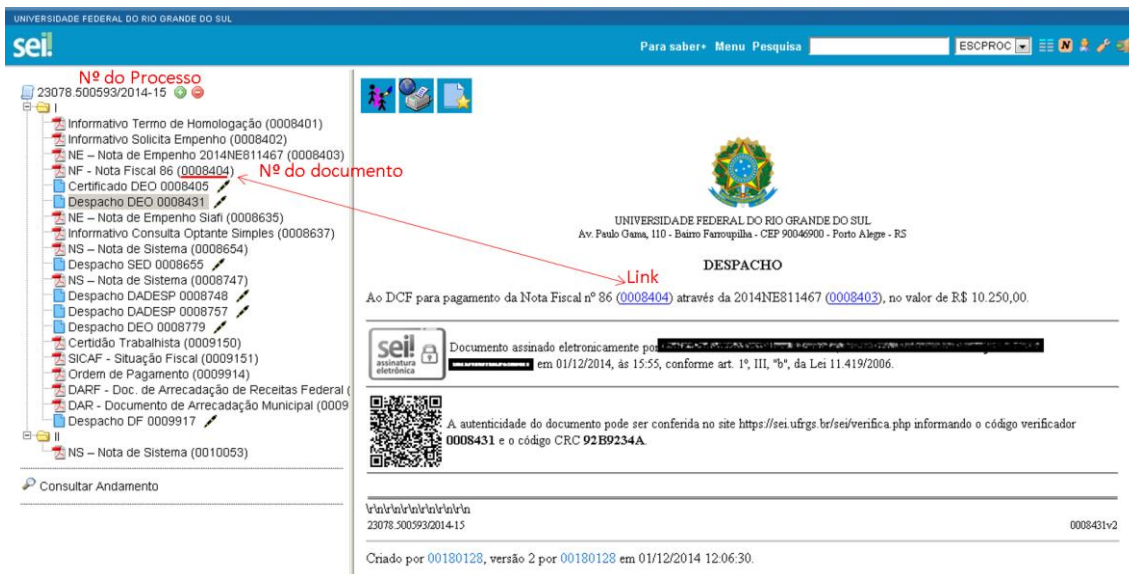 UNIVERSIDADE FEDERAL DO RIO GRANDE DO SUL
sei!
Para saber+ Menu Pesquisa
ESCPROC
N
Nº do Processo
23078.500593/2014-15
I
Informativo Termo de Homologação (0008401)
Informativo Solicita Empenho (0008402)
NE – Nota de Empenho 2014NE811467 (0008403)
NF - Nota Fiscal 86 (0008404)
Nº do documento
Certificado DEO 0008405
Despacho DEO 0008431
NE – Nota de Empenho Siafi (0008635)
Informativo Consulta Optante Simples (0008637)
NS – Nota de Sistema (0008654)
Despacho SED 0008655
NS – Nota de Sistema (0008747)
Despacho DADESP 0008748
Despacho DADESP 0008757
Despacho DEO 0008779
Certidão Trabalhista (0009150)
SICAF - Situação Fiscal (0009151)
Ordem de Pagamento (0009914)
DARF - Doc. de Arrecadação de Receitas Federal (
DAR - Documento de Arrecadação Municipal (0009
Despacho DF 0009917
II
NS – Nota de Sistema (0010053)
Consultar Andamento
UNIVERSIDADE FEDERAL DO RIO GRANDE DO SUL
Av. Paulo Gama, 110 - Bairro Farroupilha - CEP 90046900 - Porto Alegre - RS
DESPACHO
Link
Ao DCF para pagamento da Nota Fiscal nº 86 (0008404) através da 2014NE811467 (0008403), no valor de R$ 10.250,00.
sei!
assinatura
eletrônica
Documento assinado eletronicamente por
em 01/12/2014, às 15:55, conforme art. 1º, III, "b", da Lei 11.419/2006.
A autenticidade do documento pode ser conferida no site https://sei.ufrgs.br/sei/verifica.php informando o código verificador
0008431 e o código CRC 92B9234A.
\r\n\r\n\r\n\r\n\r\n\r\n
23078.500593/2014-15
0008431v2
Criado por 00180128, versão 2 por 00180128 em 01/12/2014 12:06:30.